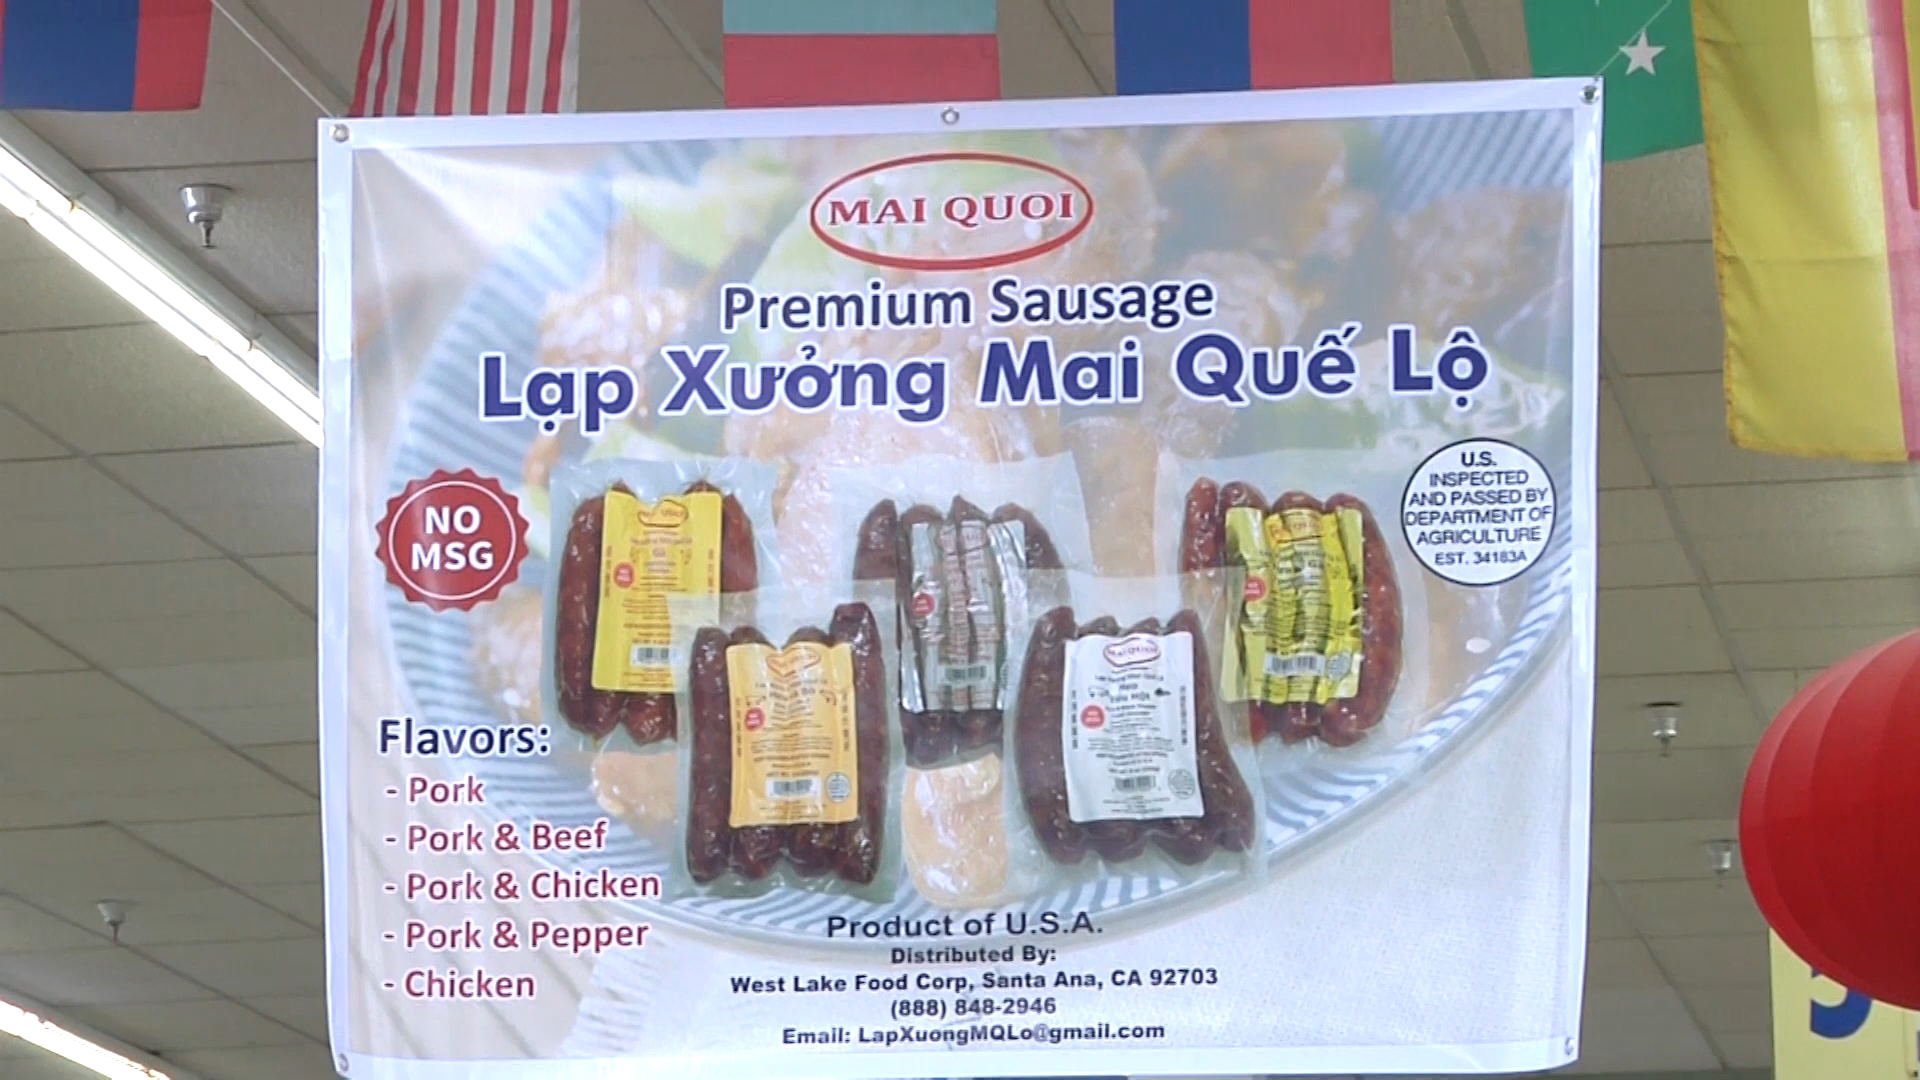 MAI QUOI
Premium Sausage
Lạp Xưởng Mai Quế Lộ
NO
MSG
U.S.
INSPECTED
AND PASSED BY
DEPARTMENT OF
AGRICULTURE
EST. 34183A
Flavors:
- Pork
- Pork & Beef
- Pork & Chicken
- Pork & Pepper
- Chicken
Product of U.S.A.
Distributed By:
West Lake Food Corp, Santa Ana, CA 92703
(888) 848-2946
Email: LapXuongMQLo@gmail.com
5